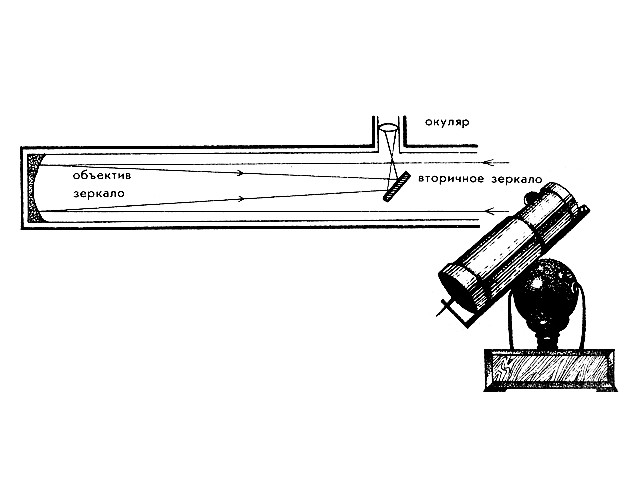 окуляр
объектив
зеркало
вторичное зеркало